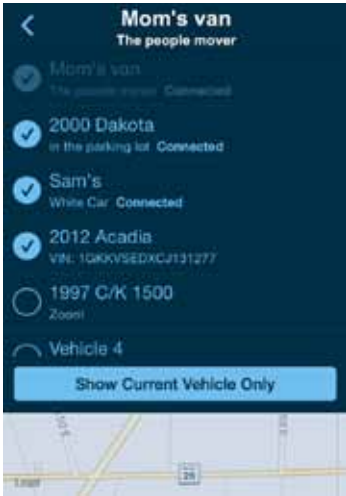 Mom's van
The people mover
Mom's van
The people mover Connected
2000 Dakota
in the parking lot Connected
Sam's
White Car Connected
2012 Acadia
VIN: 1GKKVSEDXCJ131277
1997 C/K 1500
Zoom!
Vehicle 4
Show Current Vehicle Only
25
Legal